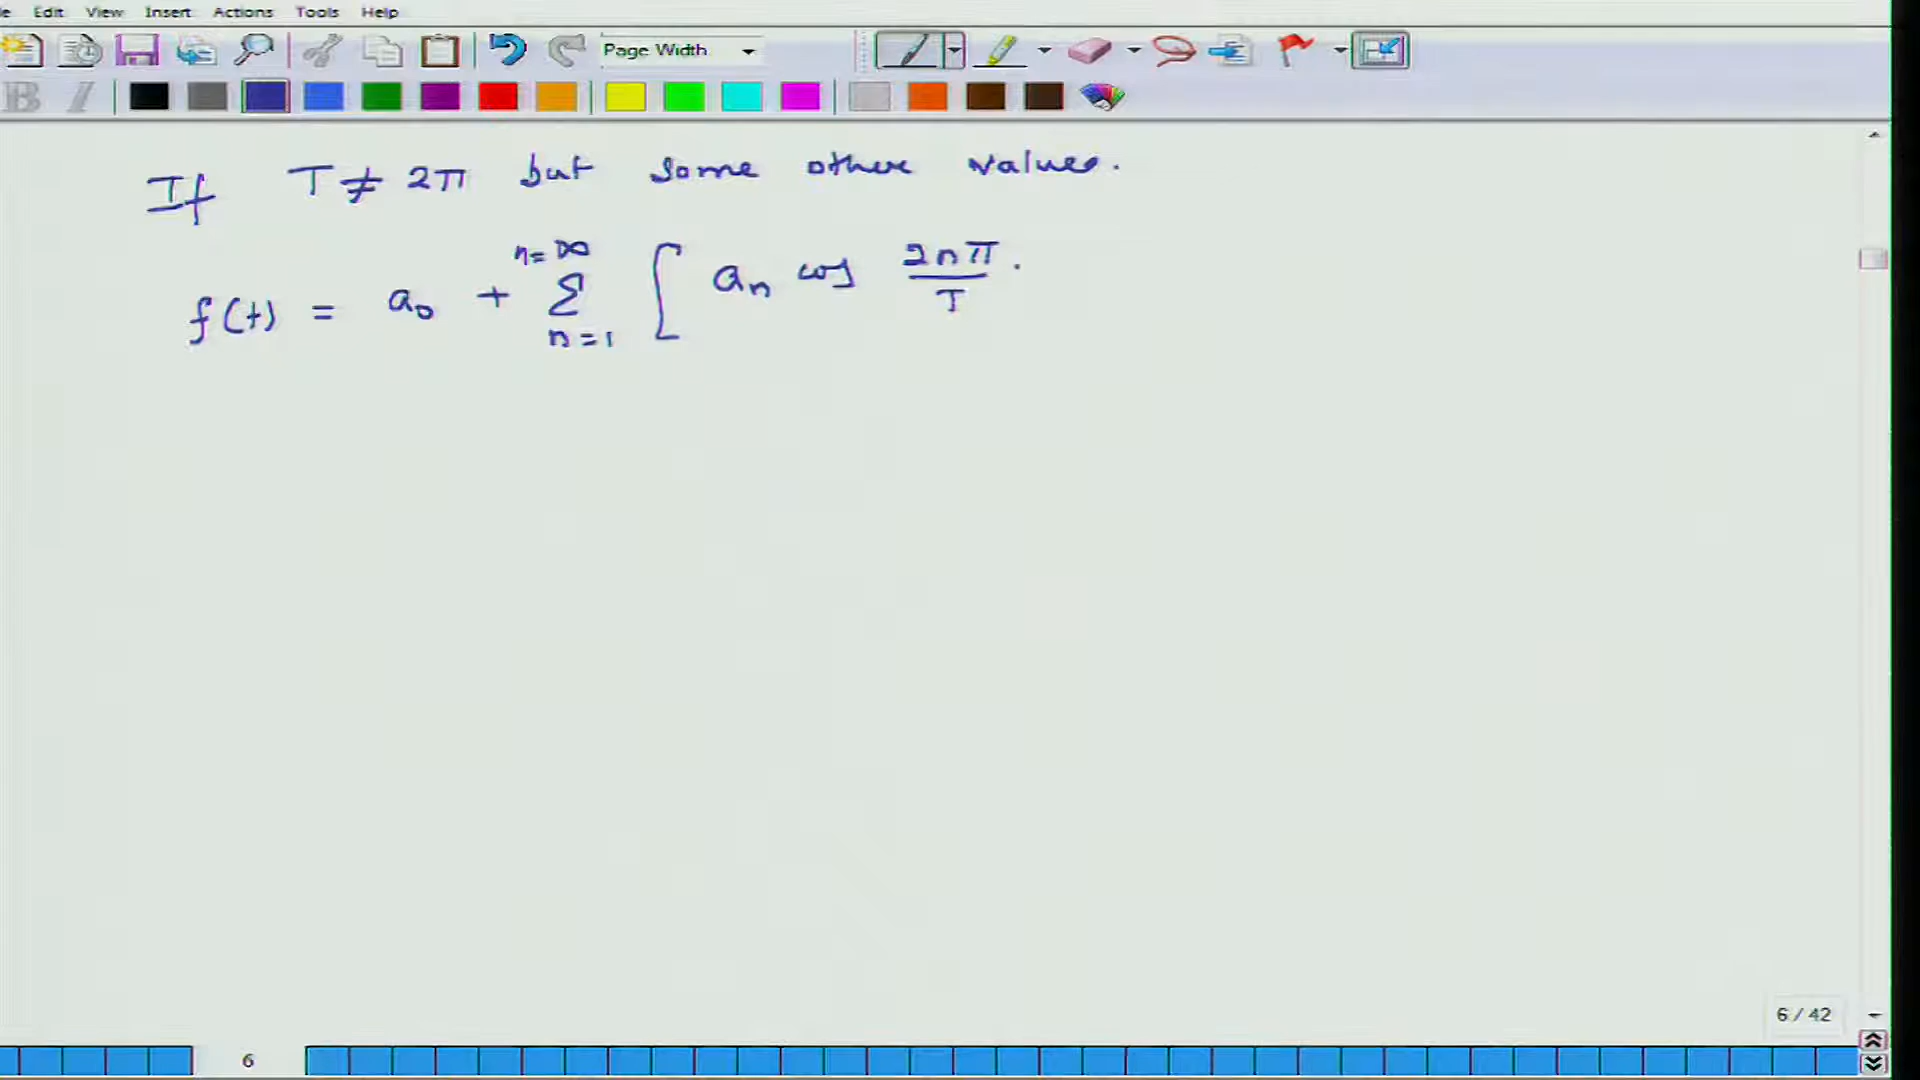 Edit View Insert Actions Tools Help
Page Width
B I
If T ≠ 2π but some other values.
f(t) = a₀ + Σ n=1 n=∞ [ aₙ cos 2nπ/T .
6 / 42
6